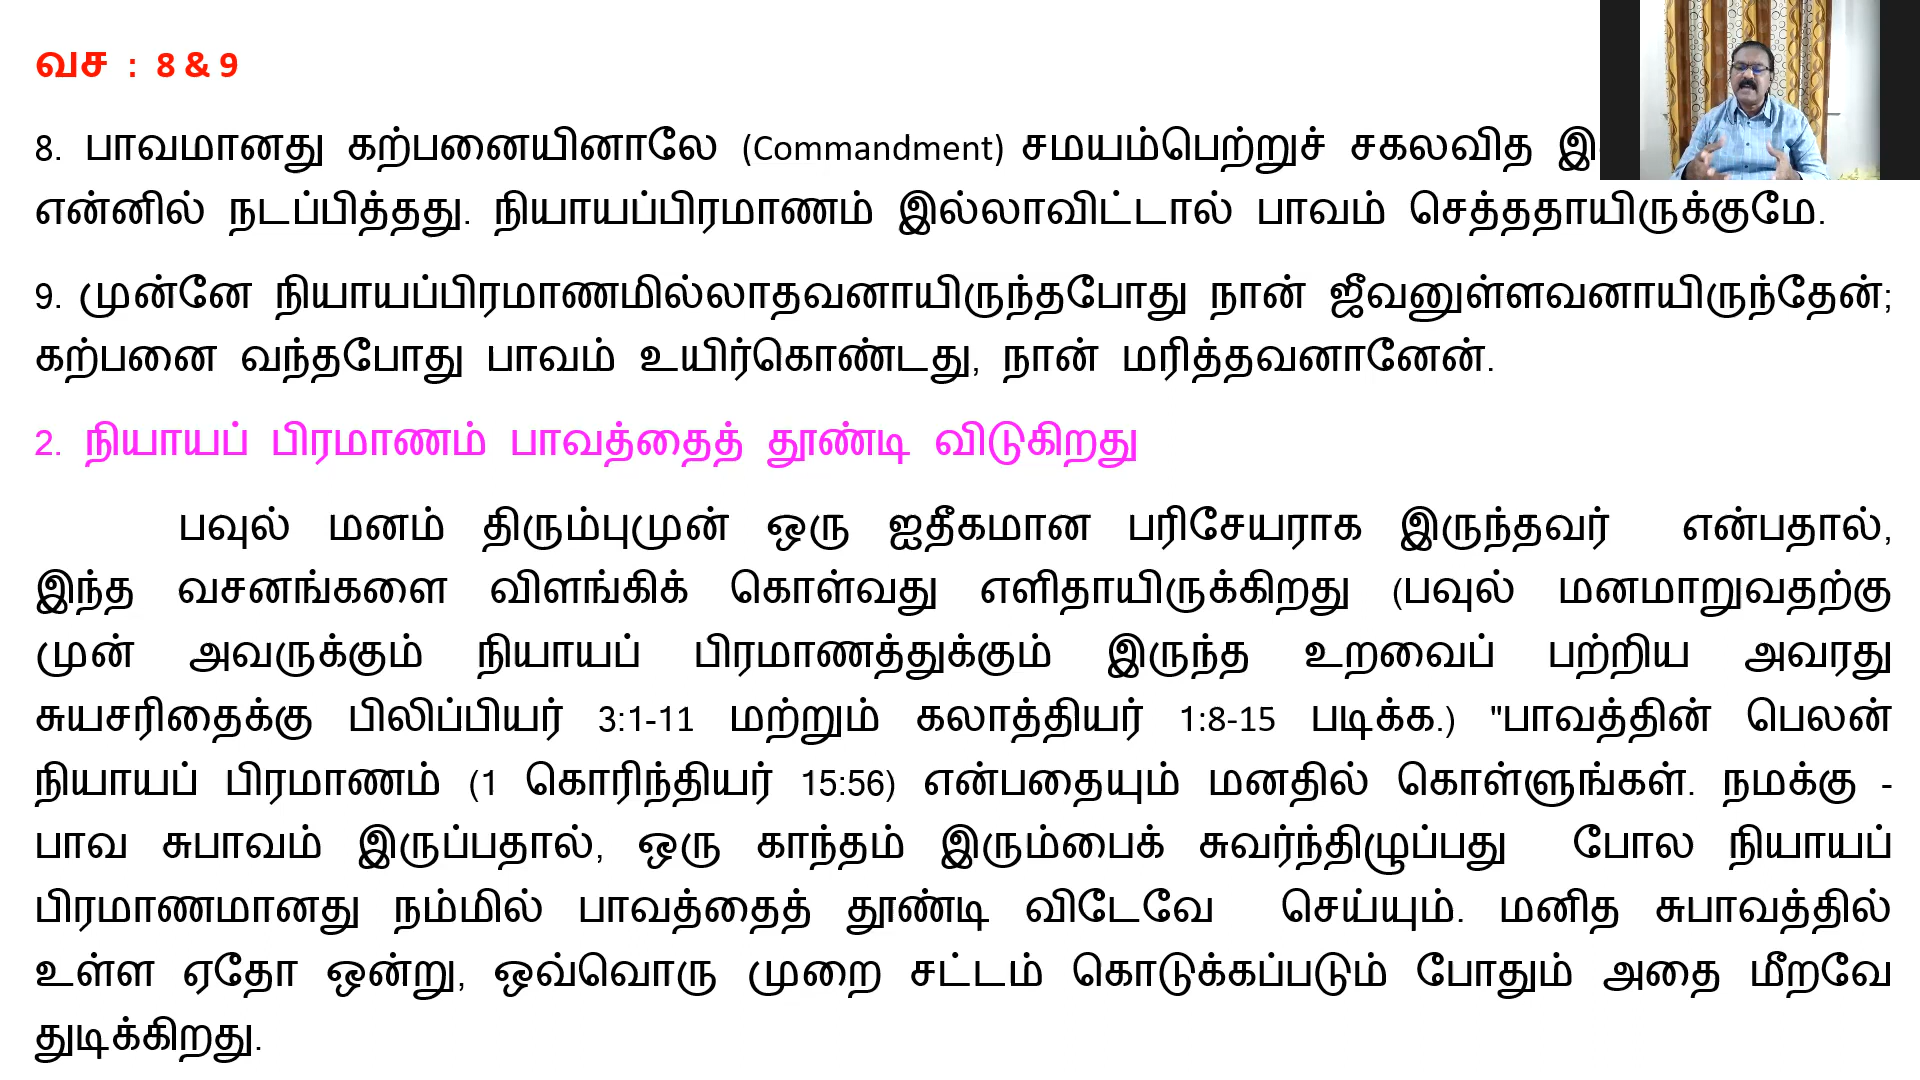 வச : 8 & 9
8. பாவமானது கற்பனையினாலே (Commandment) சமயம்பெற்றுச் சகலவித
என்னில் நடப்பித்தது. நியாயப்பிரமாணம் இல்லாவிட்டால் பாவம் செத்ததாயிருக்குமே.
9. முன்னே நியாயப்பிரமாணமில்லாதவனாயிருந்தபோது நான் ஜீவனுள்ளவனாயிருந்தேன்;
கற்பனை வந்தபோது பாவம் உயிர்கொண்டது, நான் மரித்தவனானேன்.
2. நியாயப் பிரமாணம் பாவத்தைத் தூண்டி விடுகிறது
பவுல் மனம் திரும்புமுன் ஒரு ஐதீகமான பரிசேயராக இருந்தவர் என்பதால்,
இந்த வசனங்களை விளங்கிக் கொள்வது எளிதாயிருக்கிறது (பவுல் மனமாறுவதற்கு
முன் அவருக்கும் நியாயப் பிரமாணத்துக்கும் இருந்த உறவைப் பற்றிய அவரது
சுயசரிதைக்கு பிலிப்பியர் 3:1-11 மற்றும் கலாத்தியர் 1:8-15 படிக்க.) "பாவத்தின் பெலன்
நியாயப் பிரமாணம் (1 கொரிந்தியர் 15:56) என்பதையும் மனதில் கொள்ளுங்கள். நமக்கு -
பாவ சுபாவம் இருப்பதால், ஒரு காந்தம் இரும்பைக் சுவர்ந்திழுப்பது போல நியாயப்
பிரமாணமானது நம்மில் பாவத்தைத் தூண்டி விடேவே செய்யும். மனித சுபாவத்தில்
உள்ள ஏதோ ஒன்று, ஒவ்வொரு முறை சட்டம் கொடுக்கப்படும் போதும் அதை மீறவே
துடிக்கிறது.